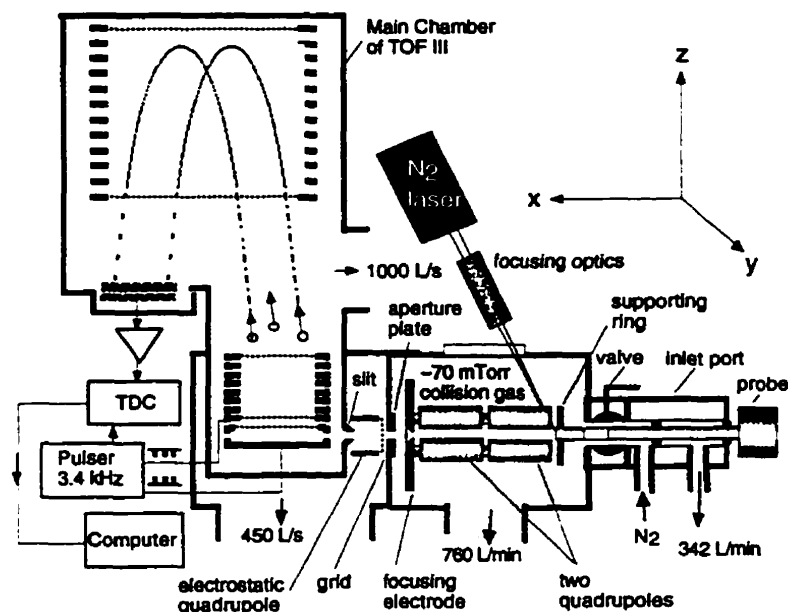 Main Chamber
of TOF III
z
N2
laser
x
y
focusing optics
1000 L/s
aperture
plate
supporting
ring
slit
~70 mTorr
collision gas
valve
inlet port
probe
TDC
Pulser
3.4 kHz
Computer
450 L/s
760 L/min
N2
342 L/min
electrostatic
quadrupole
grid
focusing
electrode
two
quadrupoles